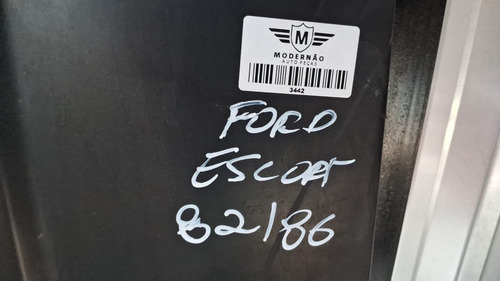 M
MODERNÃO
AUTO PEÇAS
3442
FORD
ESCORT
82/86